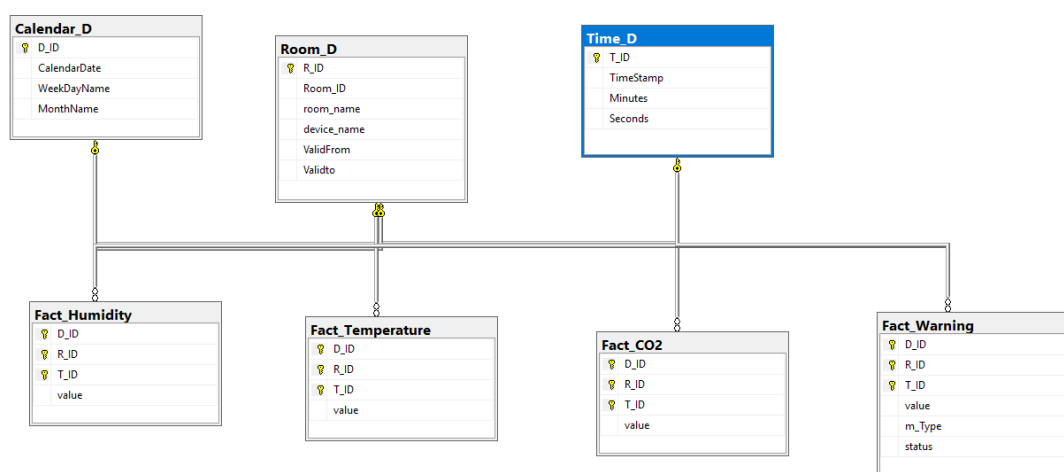 Calendar_D
D_ID
CalendarDate
WeekDayName
MonthName
Room_D
R_ID
Room_ID
room_name
device_name
ValidFrom
Validto
Time_D
T_ID
TimeStamp
Minutes
Seconds
Fact_Humidity
D_ID
R_ID
T_ID
value
Fact_Temperature
D_ID
R_ID
T_ID
value
Fact_CO2
D_ID
R_ID
T_ID
value
Fact_Warning
D_ID
R_ID
T_ID
value
m_Type
status